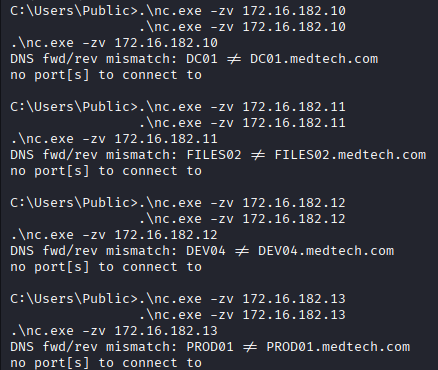 C:\Users\Public>.\nc.exe -zv 172.16.182.10
.\nc.exe -zv 172.16.182.10
.\nc.exe -zv 172.16.182.10
DNS fwd/rev mismatch: DC01 ≠ DC01.medtech.com
no port[s] to connect to
C:\Users\Public>.\nc.exe -zv 172.16.182.11
.\nc.exe -zv 172.16.182.11
.\nc.exe -zv 172.16.182.11
DNS fwd/rev mismatch: FILES02 ≠ FILES02.medtech.com
no port[s] to connect to
C:\Users\Public>.\nc.exe -zv 172.16.182.12
.\nc.exe -zv 172.16.182.12
.\nc.exe -zv 172.16.182.12
DNS fwd/rev mismatch: DEV04 ≠ DEV04.medtech.com
no port[s] to connect to
C:\Users\Public>.\nc.exe -zv 172.16.182.13
.\nc.exe -zv 172.16.182.13
.\nc.exe -zv 172.16.182.13
DNS fwd/rev mismatch: PROD01 ≠ PROD01.medtech.com
no port[s] to connect to